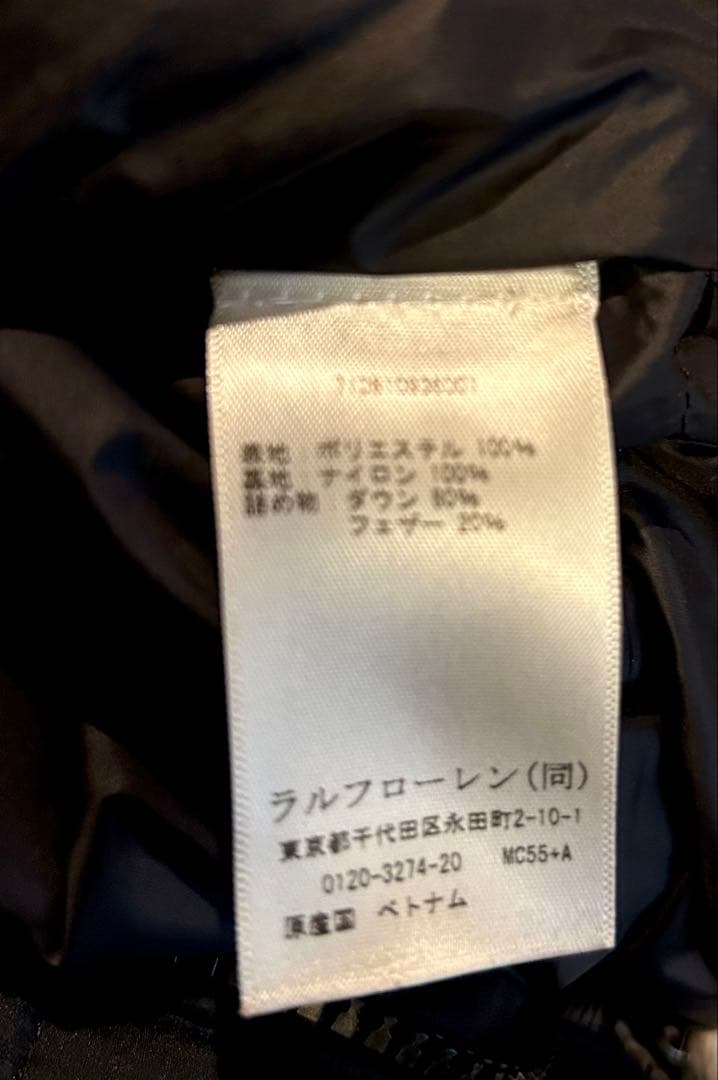 表地 ポリエステル 100%
裏地 ナイロン 100%
詰め物 ダウン 80%
フェザー 20%
ラルフローレン(同)
東京都千代田区永田町2-10-1
0120-3274-20 MC55+A
原産国 ベトナム